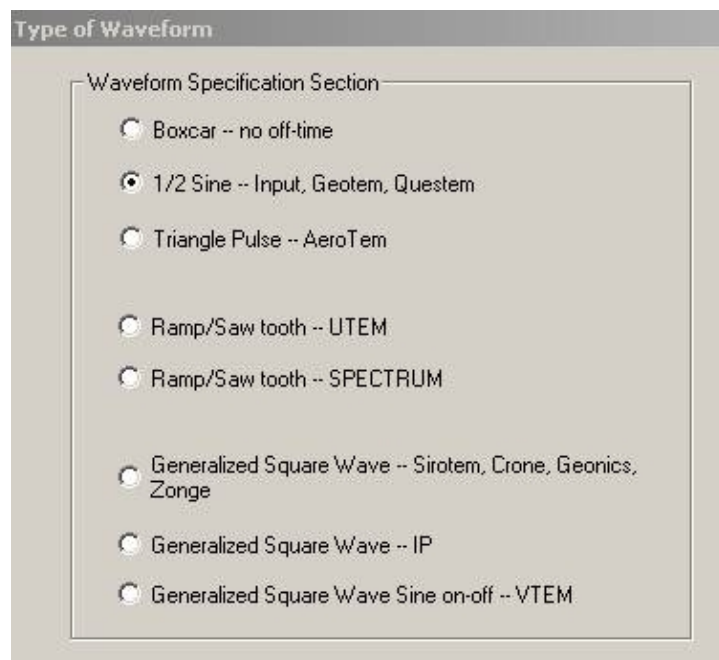 Type of Waveform
Waveform Specification Section
Boxcar -- no off-time
1/2 Sine -- Input, Geotem, Questem
Triangle Pulse -- AeroTem
Ramp/Saw tooth -- UTEM
Ramp/Saw tooth -- SPECTRUM
Generalized Square Wave -- Sirotem, Crone, Geonics,
Zonge
Generalized Square Wave -- IP
Generalized Square Wave Sine on-off -- VTEM